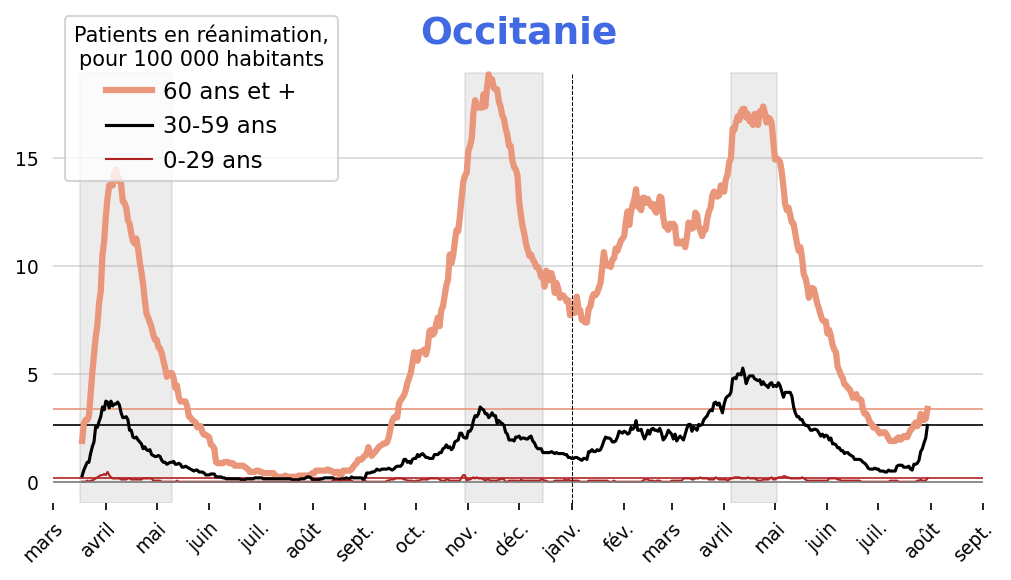 Occitanie
Patients en réanimation,
pour 100 000 habitants
60 ans et +
30-59 ans
0-29 ans
15
10
5
0
mars
avril
mai
juin
juil.
août
sept.
oct.
nov.
déc.
janv.
fév.
mars
avril
mai
juin
juil.
août
sept.